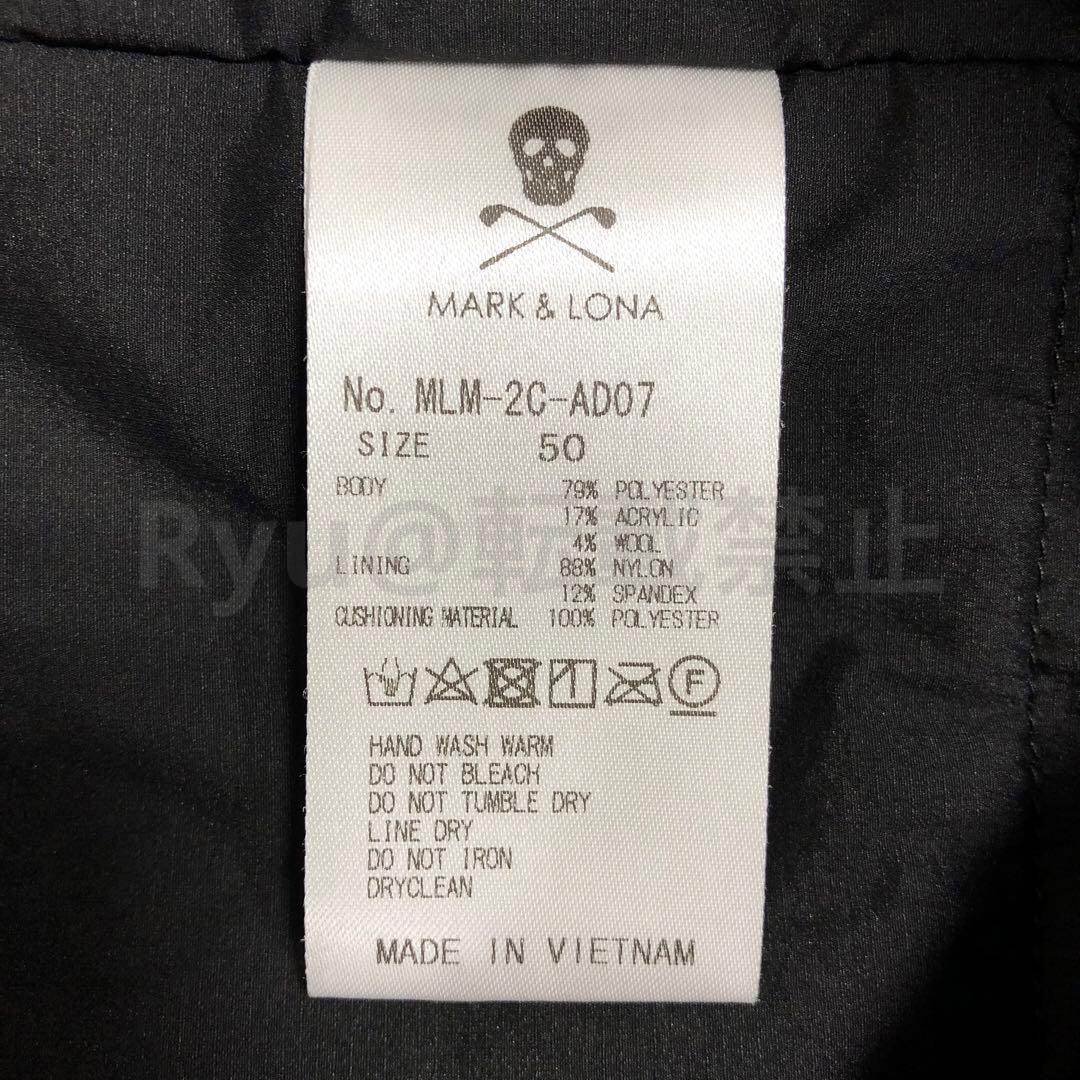 MARK & LONA
No. MLM-2C-AD07
SIZE 50
BODY 79% POLYESTER
17% ACRYLIC
4% WOOL
Ryu@転載禁止
LINING 88% NYLON
12% SPANDEX
CUSHIONING MATERIAL 100% POLYESTER
F
HAND WASH WARM
DO NOT BLEACH
DO NOT TUMBLE DRY
LINE DRY
DO NOT IRON
DRYCLEAN
MADE IN VIETNAM